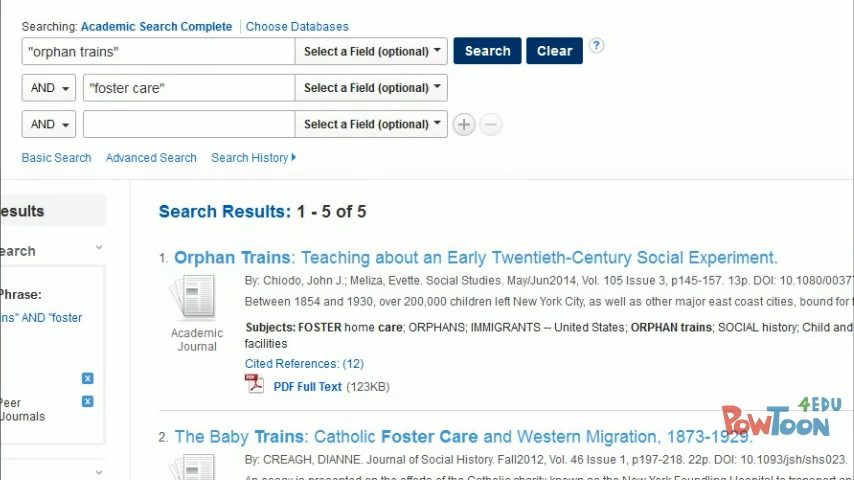 Searching: Academic Search Complete Choose Databases
"orphan trains" Select a Field (optional) Search Clear ?
AND "foster care" Select a Field (optional)
AND Select a Field (optional)
Basic Search Advanced Search Search History
esults
Search Results: 1 - 5 of 5
earch
1. Orphan Trains: Teaching about an Early Twentieth-Century Social Experiment.
By: Chiodo, John J.; Meliza, Evette. Social Studies. May/Jun2014, Vol. 105 Issue 3, p145-157. 13p. DOI: 10.1080/0037
Phrase:
Between 1854 and 1930, over 200,000 children left New York City, as well as other major east coast cities, bound for
ns" AND "foster
Academic
Journal
Subjects: FOSTER home care; ORPHANS; IMMIGRANTS -- United States; ORPHAN trains; SOCIAL history; Child and
facilities
Cited References: (12)
PDF Full Text (123KB)
Peer
Journals
4EDU
POWTOON
2. The Baby Trains: Catholic Foster Care and Western Migration, 1873-1929.
By: CREAGH, DIANNE. Journal of Social History. Fall2012, Vol. 46 Issue 1, p197-218. 22p. DOI: 10.1093/jsh/shs023.